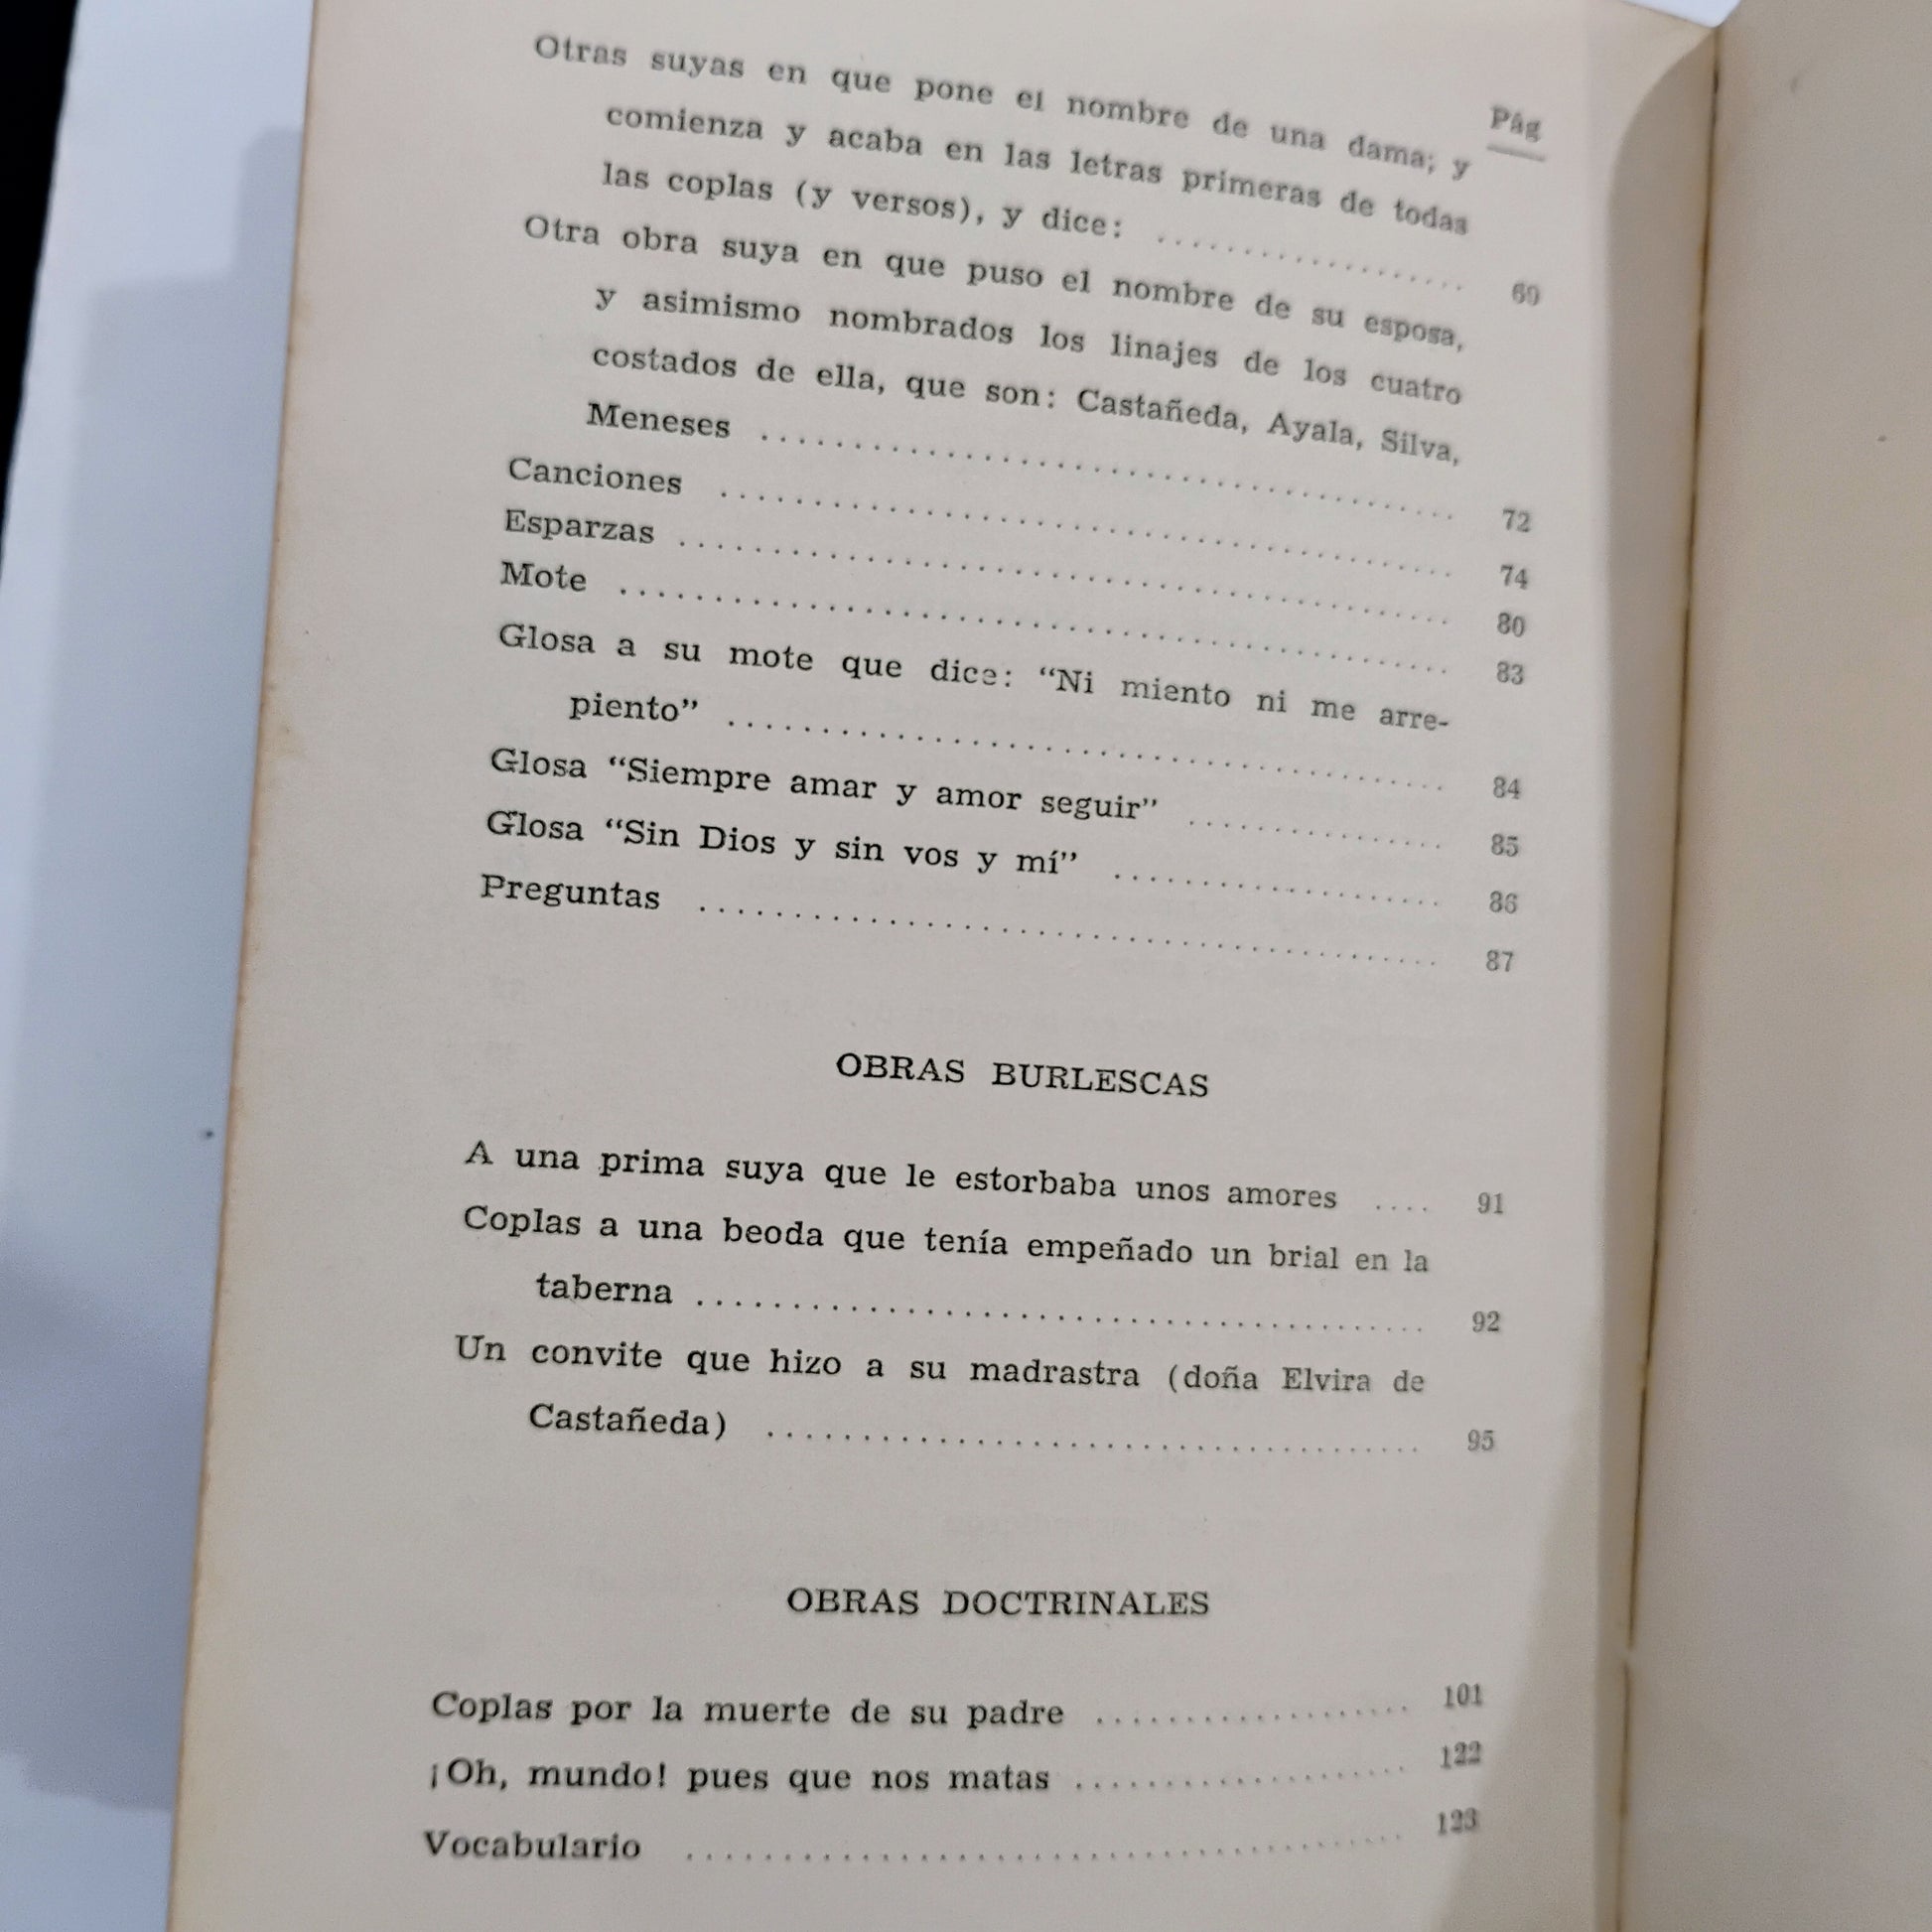 Pág
Otras suyas en que pone el nombre de una dama; y
comienza y acaba en las letras primeras de todas
las coplas (y versos), y dice: .................... 69
Otra obra suya en que puso el nombre de su esposa,
y asimismo nombrados los linajes de los cuatro
costados de ella, que son: Castañeda, Ayala, Silva,
Meneses .................... 72
Canciones .................... 74
Esparzas .................... 80
Mote .................... 83
Glosa a su mote que dice: “Ni miento ni me arre-
piento” .................... 84
Glosa “Siempre amar y amor seguir” .................... 85
Glosa “Sin Dios y sin vos y mí” .................... 86
Preguntas .................... 87
OBRAS BURLESCAS
A una prima suya que le estorbaba unos amores .... 91
Coplas a una beoda que tenía empeñado un brial en la
taberna .................... 92
Un convite que hizo a su madrastra (doña Elvira de
Castañeda) .................... 95
OBRAS DOCTRINALES
Coplas por la muerte de su padre .................... 101
¡Oh, mundo! pues que nos matas .................... 122
Vocabulario .................... 123